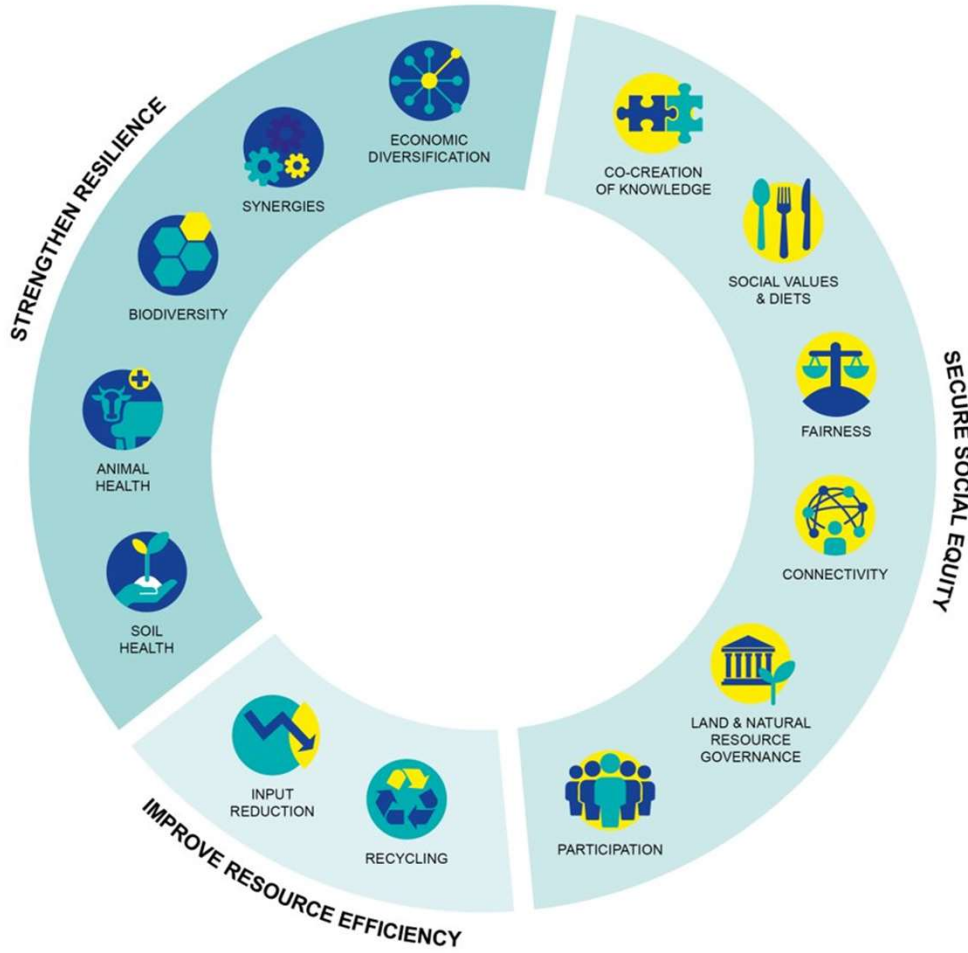 STRENGTHEN RESILIENCE
ECONOMIC
DIVERSIFICATION
SYNERGIES
BIODIVERSITY
ANIMAL
HEALTH
SOIL
HEALTH
IMPROVE RESOURCE EFFICIENCY
INPUT
REDUCTION
RECYCLING
SECURE SOCIAL EQUITY
CO-CREATION
OF KNOWLEDGE
SOCIAL VALUES
& DIETS
FAIRNESS
CONNECTIVITY
LAND & NATURAL
RESOURCE
GOVERNANCE
PARTICIPATION